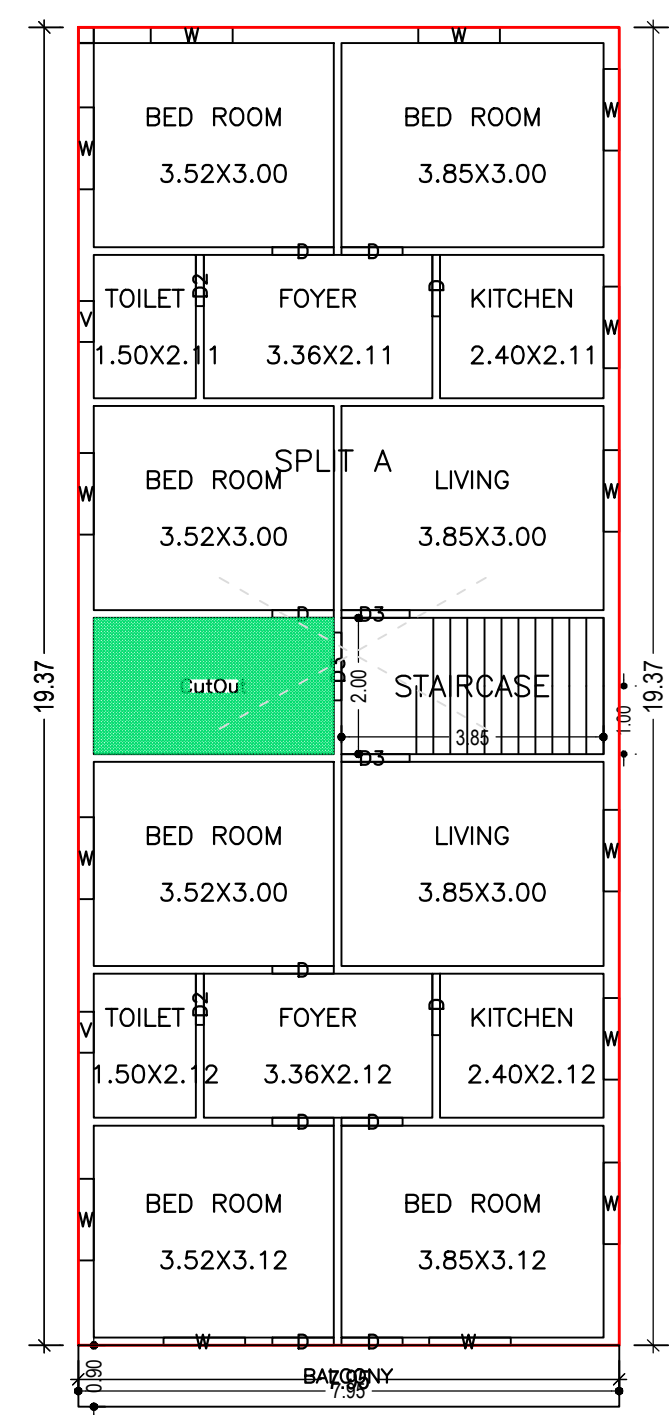 W W
BED ROOM BED ROOM
W W
3.52X3.00 3.85X3.00
D D
D2 D
TOILET FOYER KITCHEN
V W
1.50X2.11 3.36X2.11 2.40X2.11
SPLIT A
BED ROOM LIVING
W W
3.52X3.00 3.85X3.00
D D3
19.37 CutOut D3 2.00 STAIRCASE 1.00 19.37
3.85
D3
BED ROOM LIVING
W W
3.52X3.00 3.85X3.00
D
D2 D
TOILET FOYER KITCHEN
V W
1.50X2.12 3.36X2.12 2.40X2.12
D D
BED ROOM BED ROOM
W W
3.52X3.12 3.85X3.12
W D D W
0.90 BALCONY
7.95
7.95